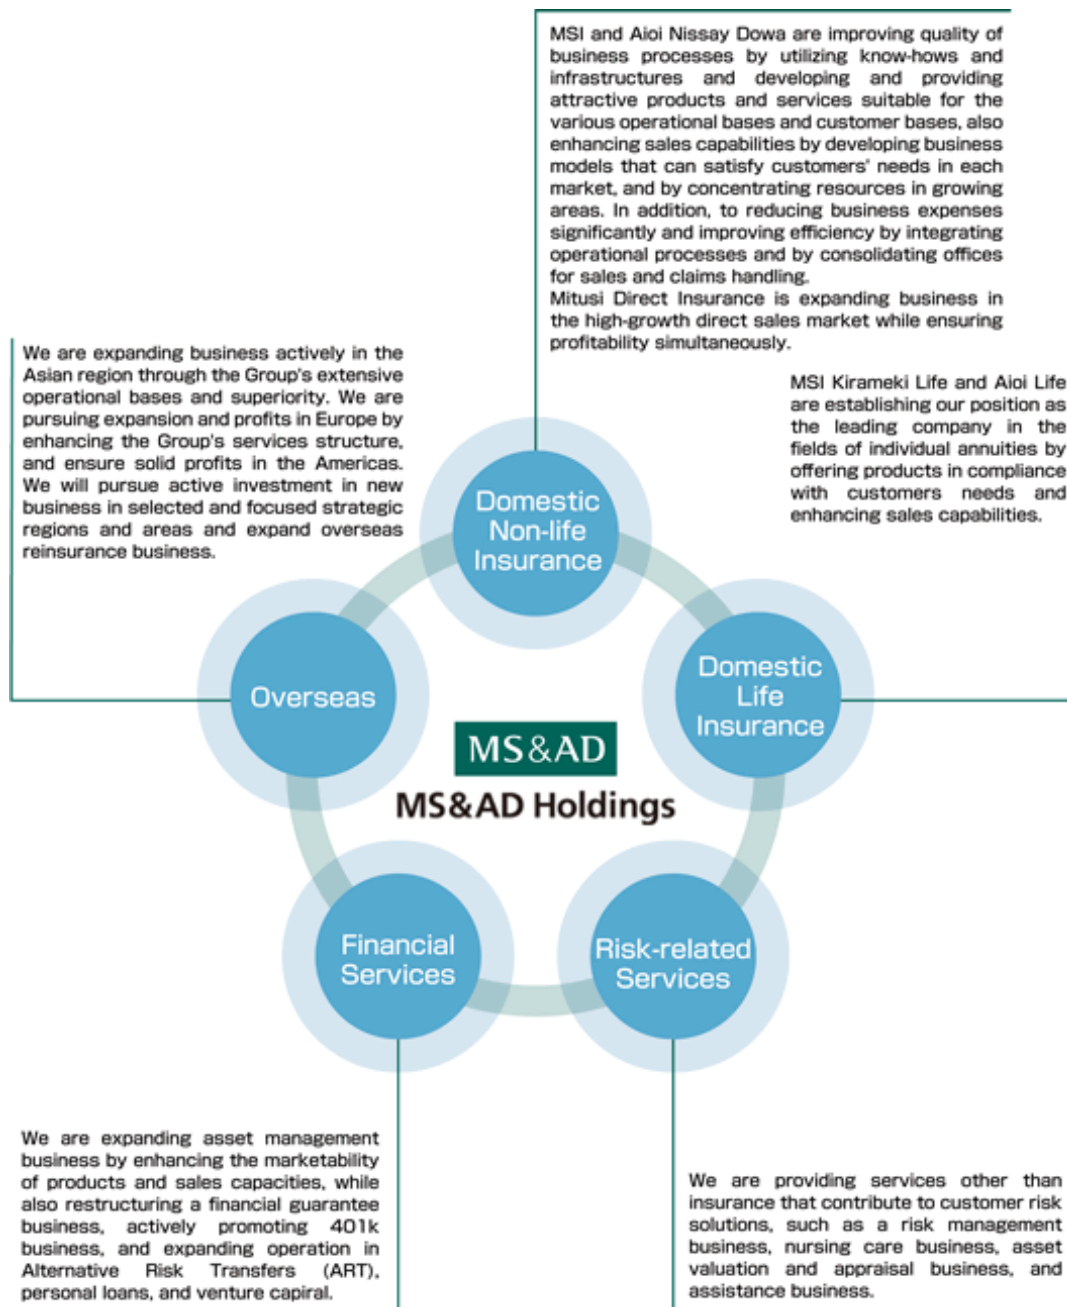 MSI and Aioi Nissay Dowa are improving quality of
business processes by utilizing know-hows and
infrastructures and developing and providing
attractive products and services suitable for the
various operational bases and customer bases, also
enhancing sales capabilities by developing business
models that can satisfy customers' needs in each
market, and by concentrating resources in growing
areas. In addition, to reducing business expenses
significantly and improving efficiency by integrating
operational processes and by consolidating offices
for sales and claims handling.
Mitusi Direct Insurance is expanding business in
the high-growth direct sales market while ensuring
profitability simultaneously.
We are expanding business actively in the
Asian region through the Group's extensive
operational bases and superiority. We are
pursuing expansion and profits in Europe by
enhancing the Group's services structure,
and ensure solid profits in the Americas.
We will pursue active investment in new
business in selected and focused strategic
regions and areas and expand overseas
reinsurance business.
MSI Kirameki Life and Aioi Life
are establishing our position as
the leading company in the
fields of individual annuities by
offering products in compliance
with customers needs and
enhancing sales capabilities.
Domestic
Non-life
Insurance
Overseas
Domestic
Life
Insurance
MS&AD
MS&AD Holdings
Financial
Services
Risk-related
Services
We are expanding asset management
business by enhancing the marketability
of products and sales capacities, while
also restructuring a financial guarantee
business, actively promoting 401k
business, and expanding operation in
Alternative Risk Transfers (ART),
personal loans, and venture capiral.
We are providing services other than
insurance that contribute to customer risk
solutions, such as a risk management
business, nursing care business, asset
valuation and appraisal business, and
assistance business.